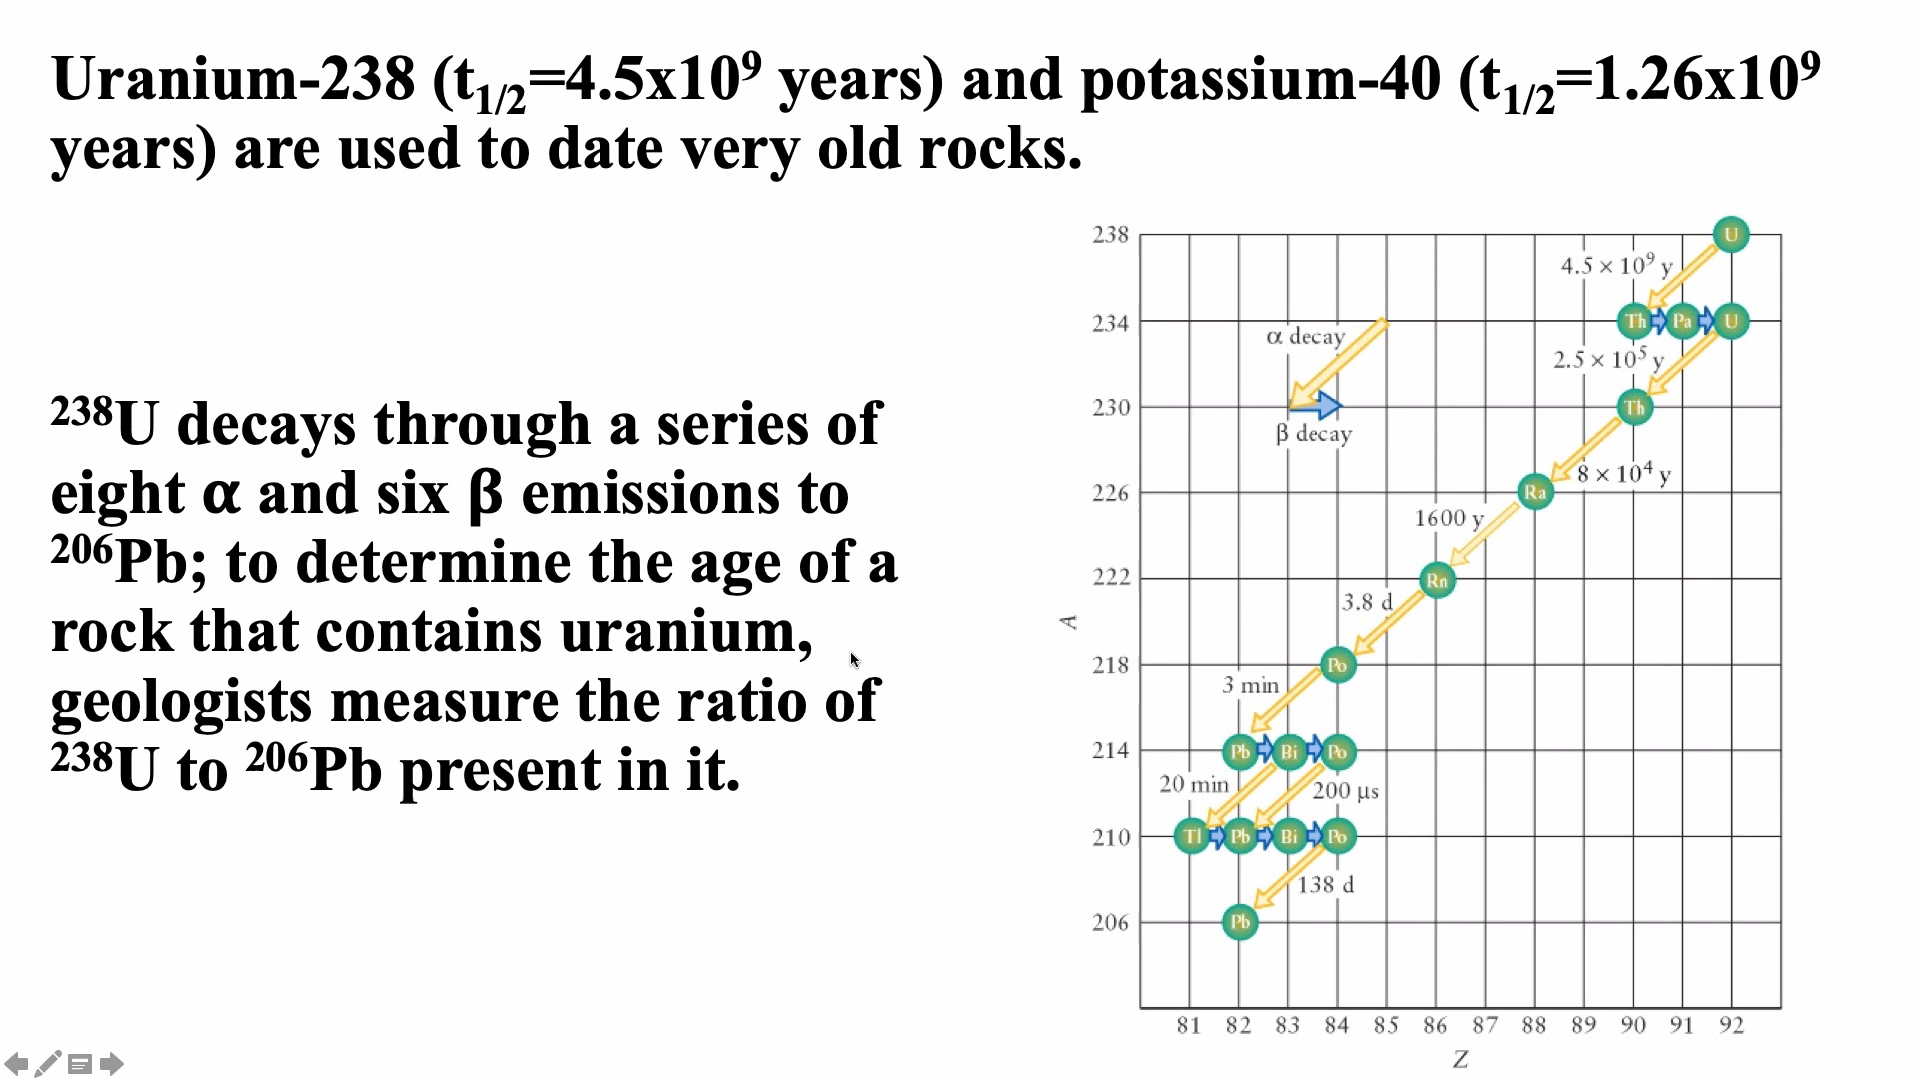 Uranium-238 (t1/2=4.5x10⁹ years) and potassium-40 (t1/2=1.26x10⁹
years) are used to date very old rocks.
²³⁸U decays through a series of
eight α and six β emissions to
²⁰⁶Pb; to determine the age of a
rock that contains uranium,
geologists measure the ratio of
²³⁸U to ²⁰⁶Pb present in it.
238
U
4.5 × 10⁹ y
234
Th Pa U
α decay
2.5 × 10⁵ y
230
Th
β decay
8 × 10⁴ y
226
Ra
1600 y
222
Rn
3.8 d
A
218
Po
3 min
214
Pb Bi Po
20 min
200 µs
210
Tl Pb Bi Po
138 d
206
Pb
81 82 83 84 85 86 87 88 89 90 91 92
Z